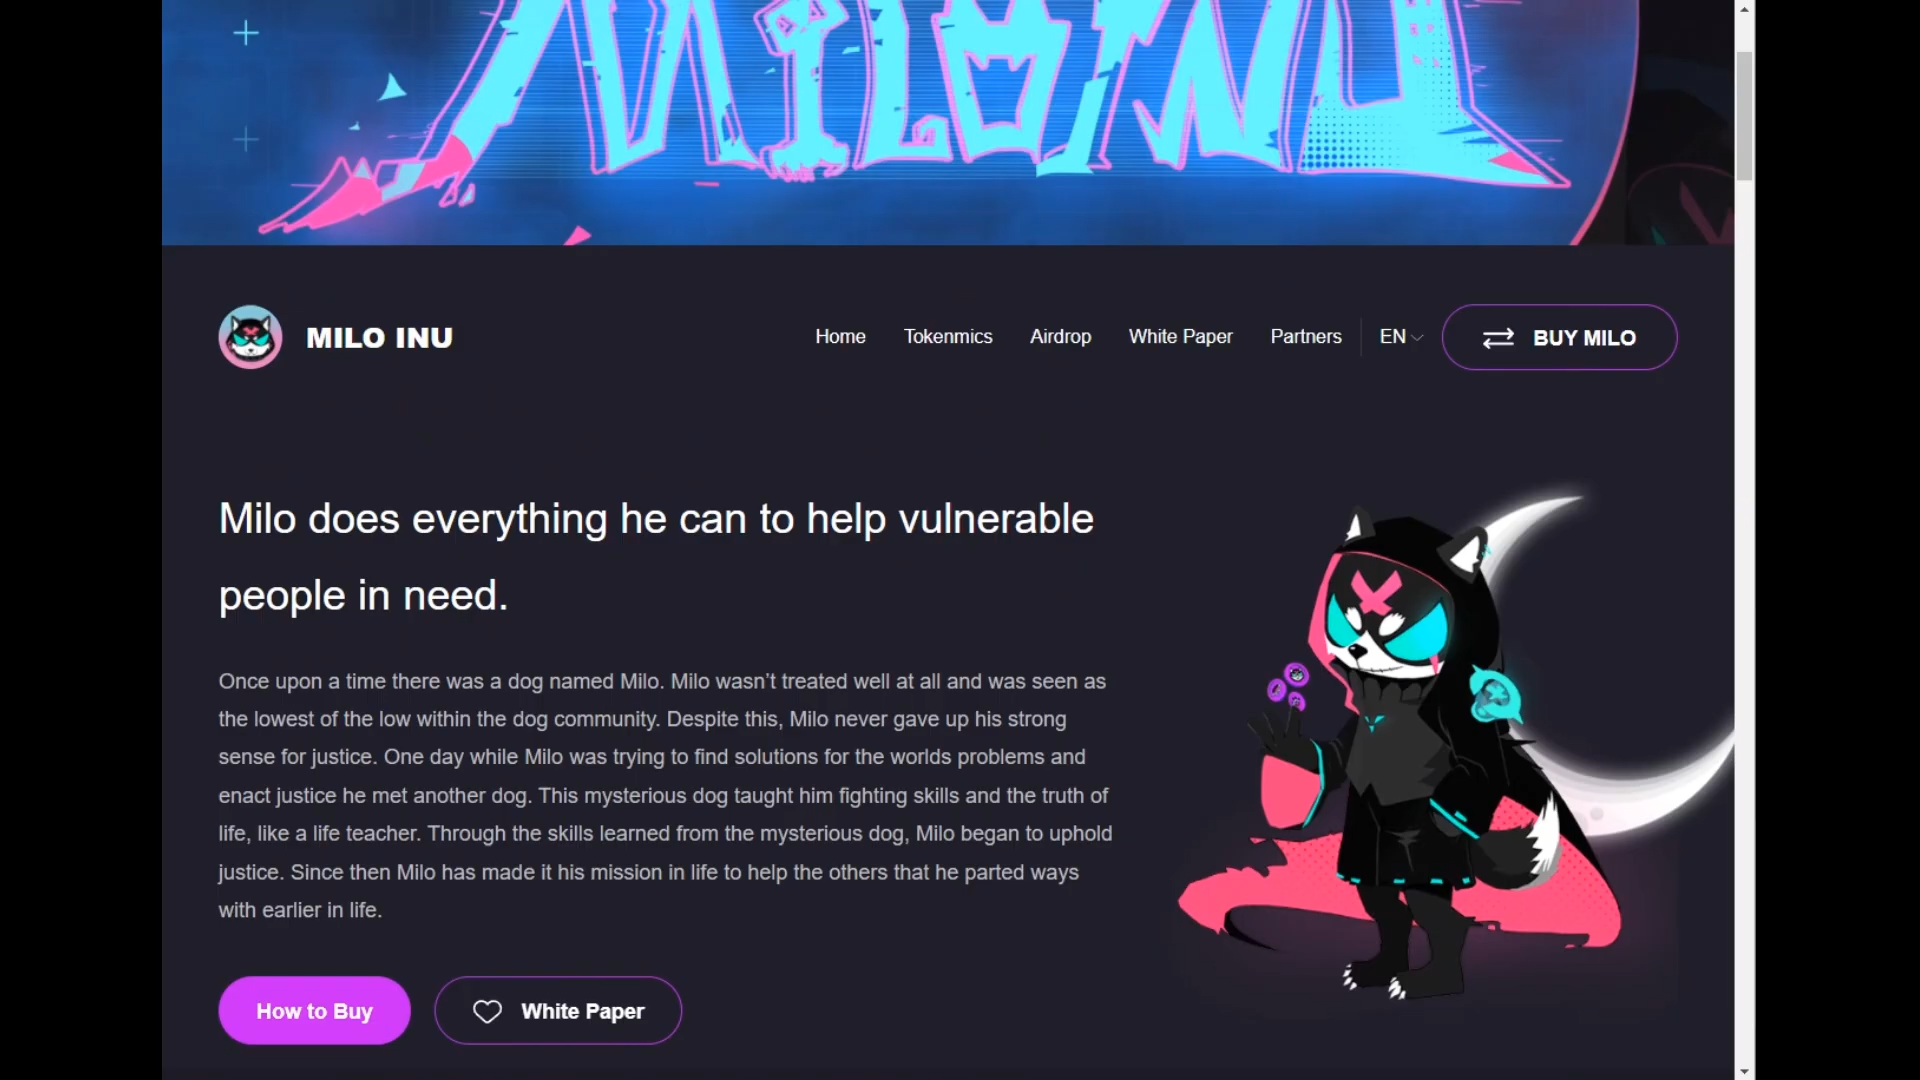 MILO INU
MILO INU
Home Tokenmics Airdrop White Paper Partners EN BUY MILO
Milo does everything he can to help vulnerable
people in need.
Once upon a time there was a dog named Milo. Milo wasn’t treated well at all and was seen as
the lowest of the low within the dog community. Despite this, Milo never gave up his strong
sense for justice. One day while Milo was trying to find solutions for the worlds problems and
enact justice he met another dog. This mysterious dog taught him fighting skills and the truth of
life, like a life teacher. Through the skills learned from the mysterious dog, Milo began to uphold
justice. Since then Milo has made it his mission in life to help the others that he parted ways
with earlier in life.
How to Buy White Paper